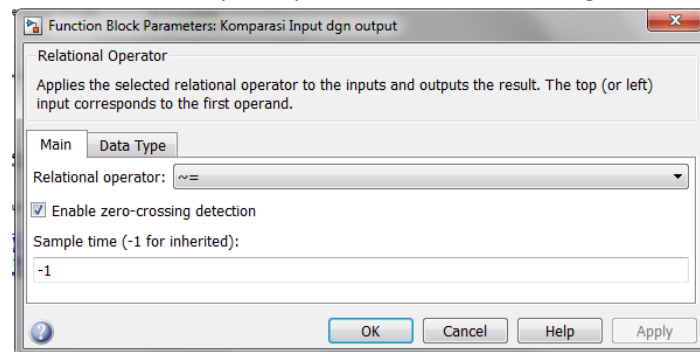 Function Block Parameters: Komparasi Input dgn output
Relational Operator
Applies the selected relational operator to the inputs and outputs the result. The top (or left)
input corresponds to the first operand.
Main Data Type
Relational operator: ~=
Enable zero-crossing detection
Sample time (-1 for inherited):
-1
OK Cancel Help Apply